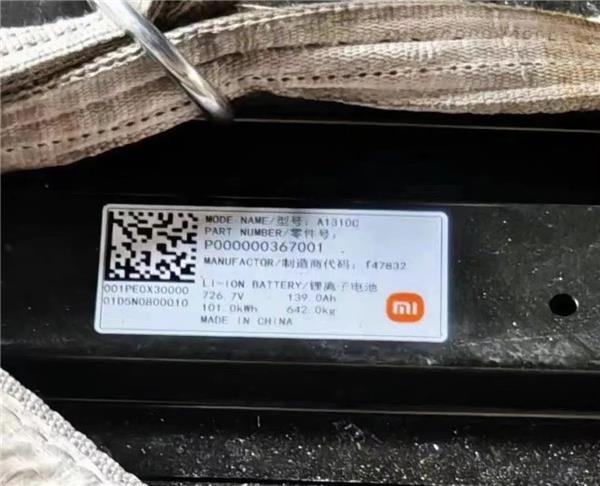 MODE NAME/型号: A1310C
PART NUMBER/零件号:
P000000367001
MANUFACTOR/制造商代码: f47832
001PE0X30000
01D5N0800010
LI-ION BATTERY/锂离子电池
726.7V 139.0Ah
101.0kWh 642.0kg
MADE IN CHINA
mi